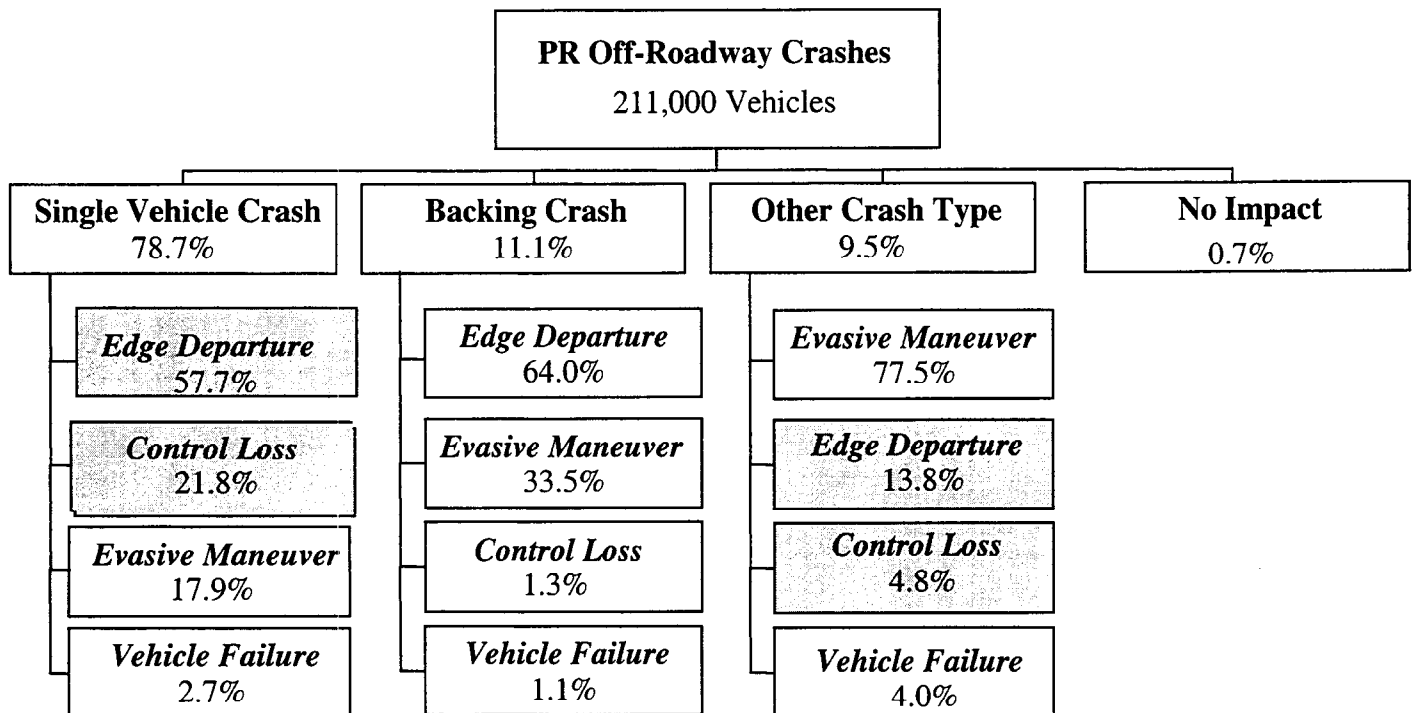 PR Off-Roadway Crashes
211,000 Vehicles
Single Vehicle Crash
78.7%
Backing Crash
11.1%
Other Crash Type
9.5%
No Impact
0.7%
Edge Departure
57.7%
Control Loss
21.8%
Evasive Maneuver
17.9%
Vehicle Failure
2.7%
Edge Departure
64.0%
Evasive Maneuver
33.5%
Control Loss
1.3%
Vehicle Failure
1.1%
Evasive Maneuver
77.5%
Edge Departure
13.8%
Control Loss
4.8%
Vehicle Failure
4.0%